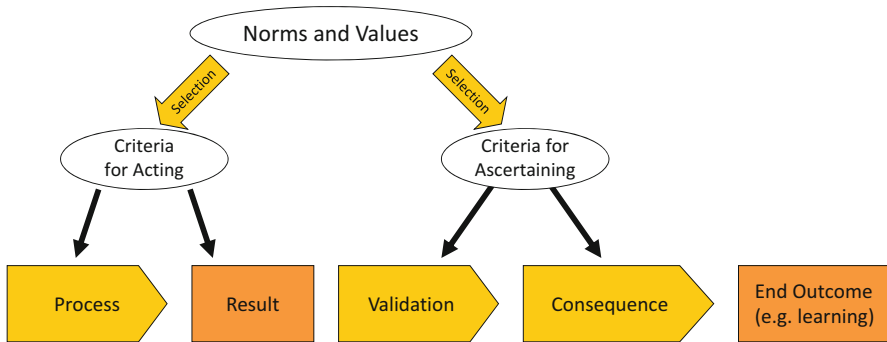 Norms and Values
Selection
Selection
Criteria
for Acting
Criteria for
Ascertaining
Process
Result
Validation
Consequence
End Outcome
(e.g. learning)